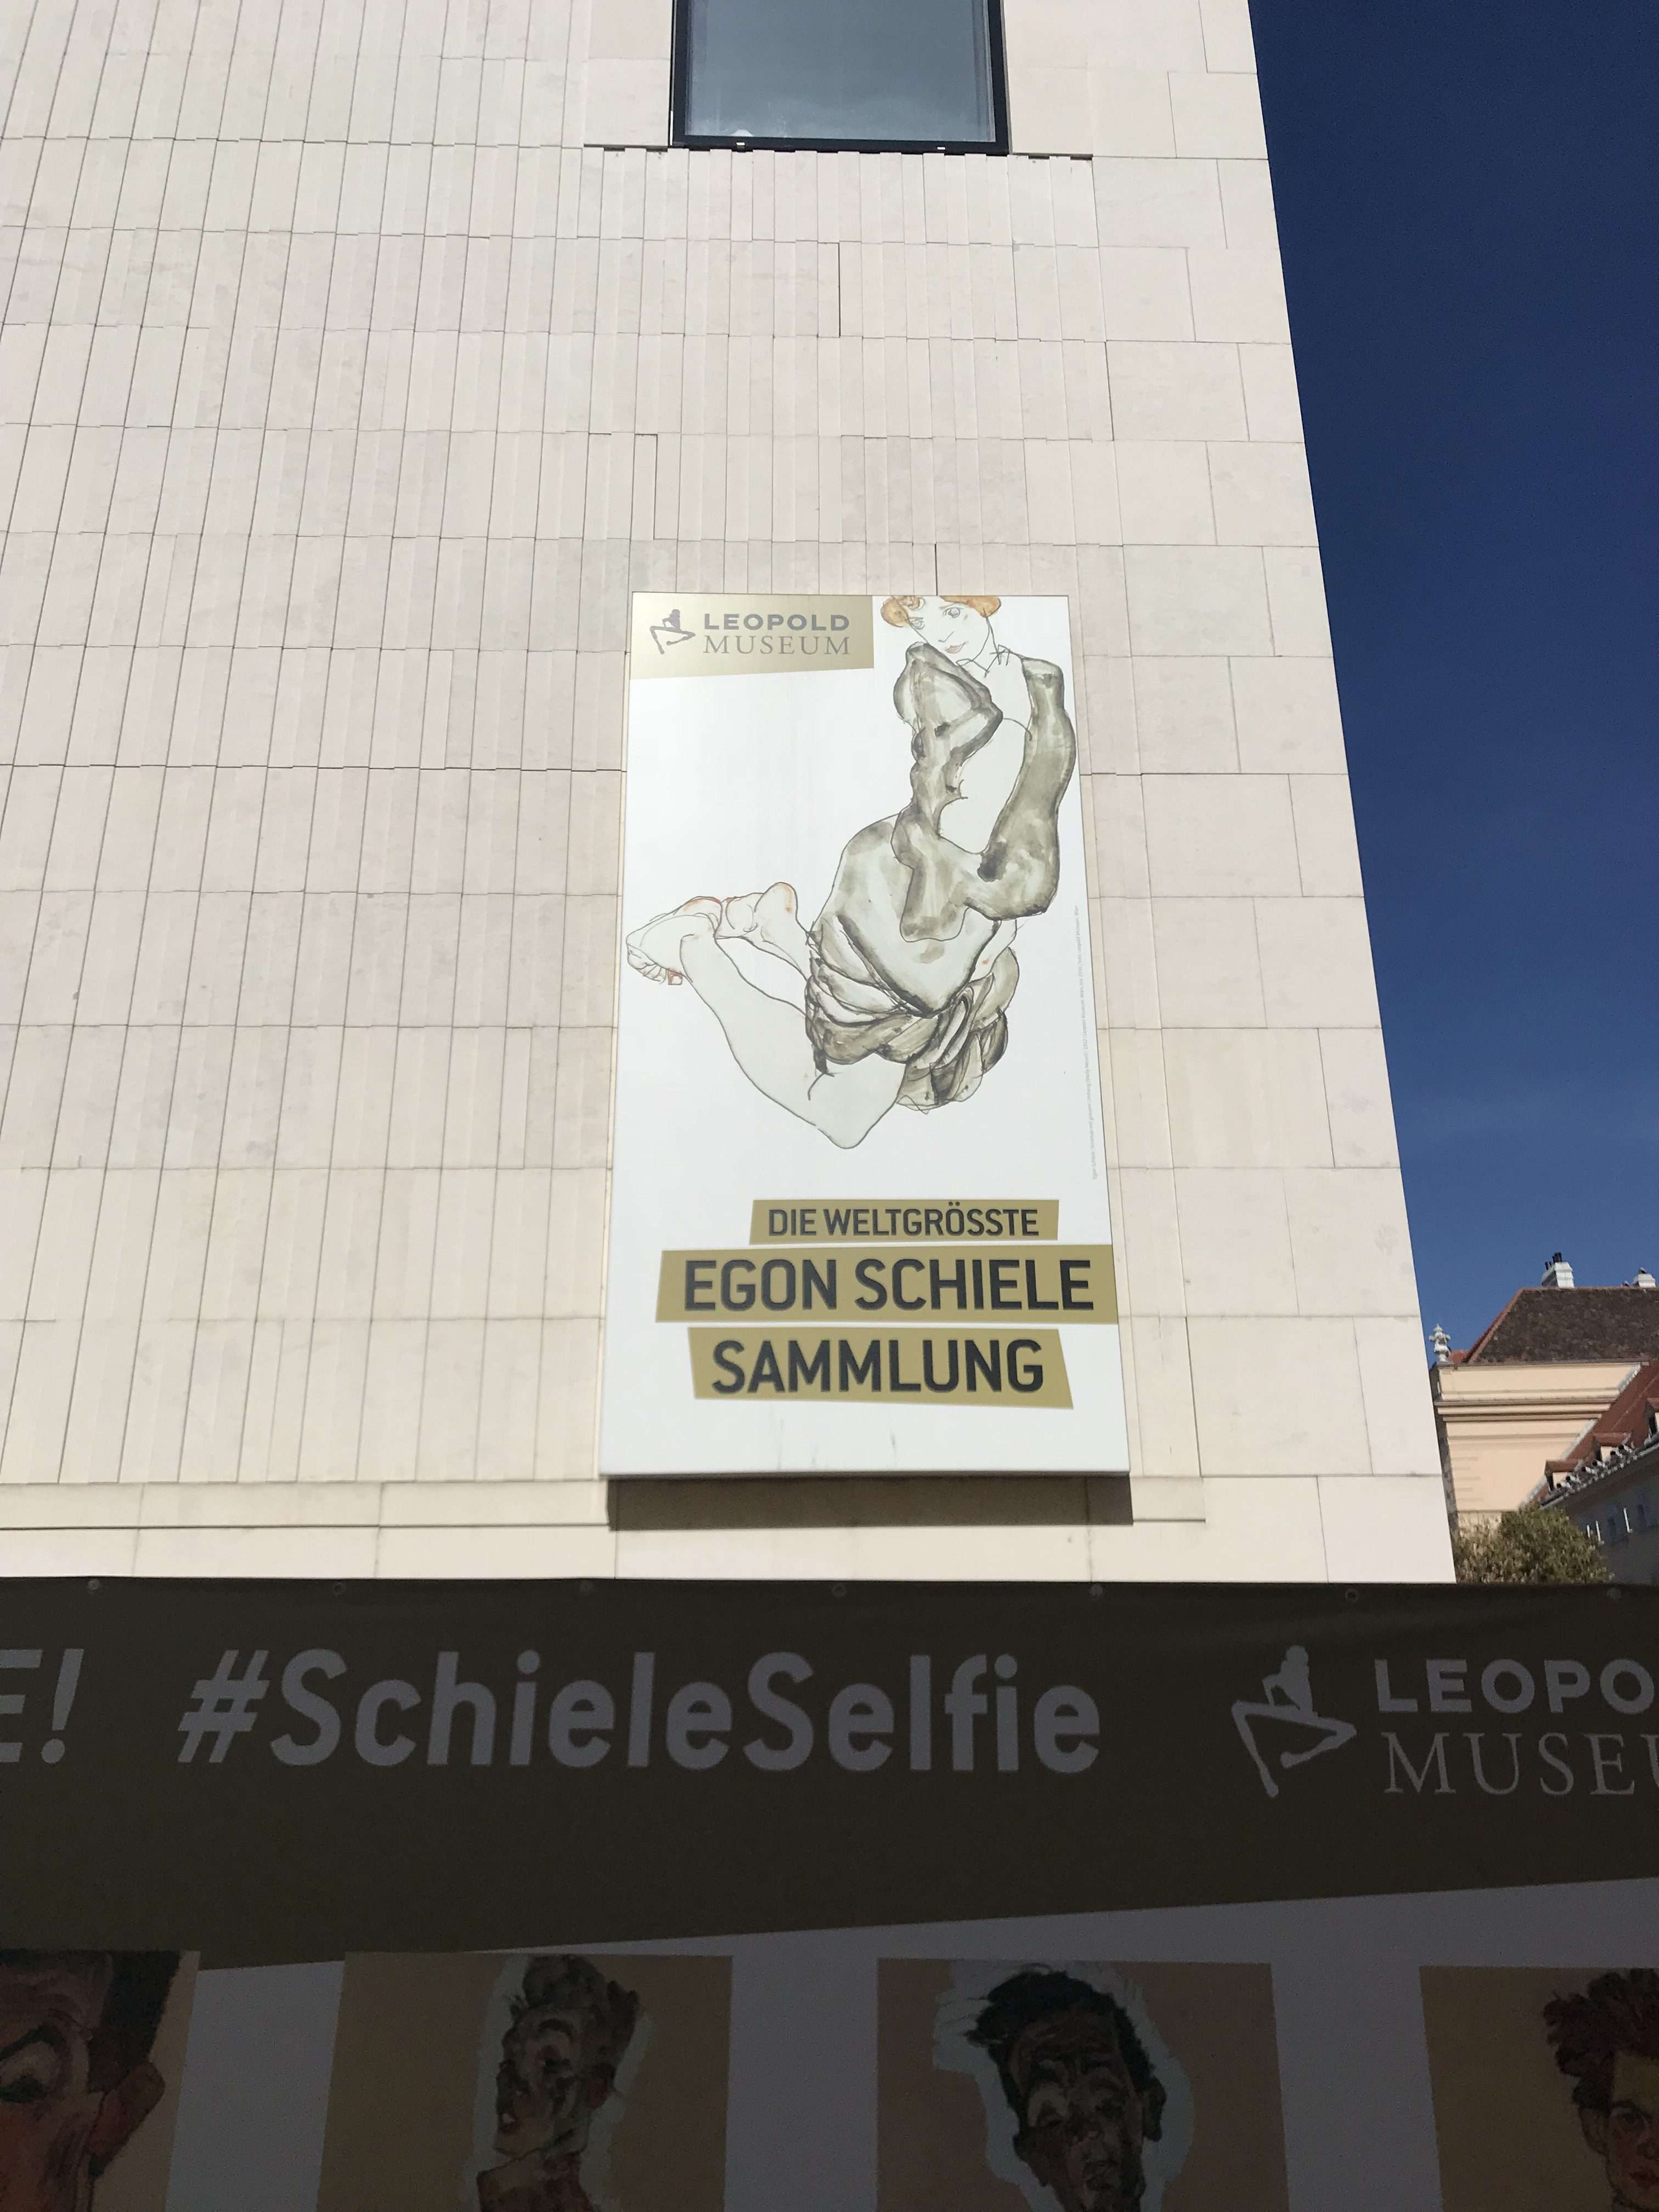 LEOPOLD
MUSEUM
DIE WELTGRÖSSTE
EGON SCHIELE
SAMMLUNG
E! #SchieleSelfie
LEOPO
MUSEU